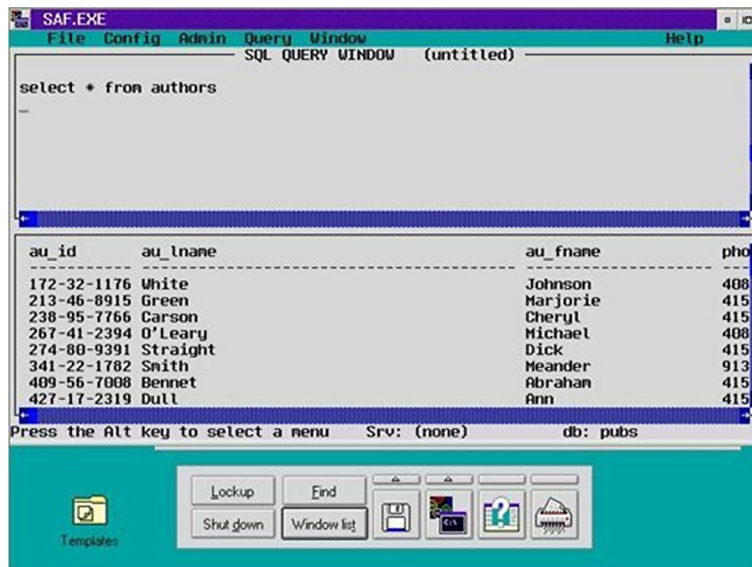 SAF.EXE
File Config Admin Query Window Help
SQL QUERY WINDOW (untitled)
select * from authors
au_id au_lname au_fname pho
172-32-1176 White Johnson 408
213-46-8915 Green Marjorie 415
238-95-7766 Carson Cheryl 415
267-41-2394 O'Leary Michael 408
274-80-9391 Straight Dick 415
341-22-1782 Smith Meander 913
409-56-7008 Bennet Abraham 415
427-17-2319 Dull Ann 415
Press the Alt key to select a menu Srv: (none) db: pubs
Lockup Find
Shut down Window list
Templates